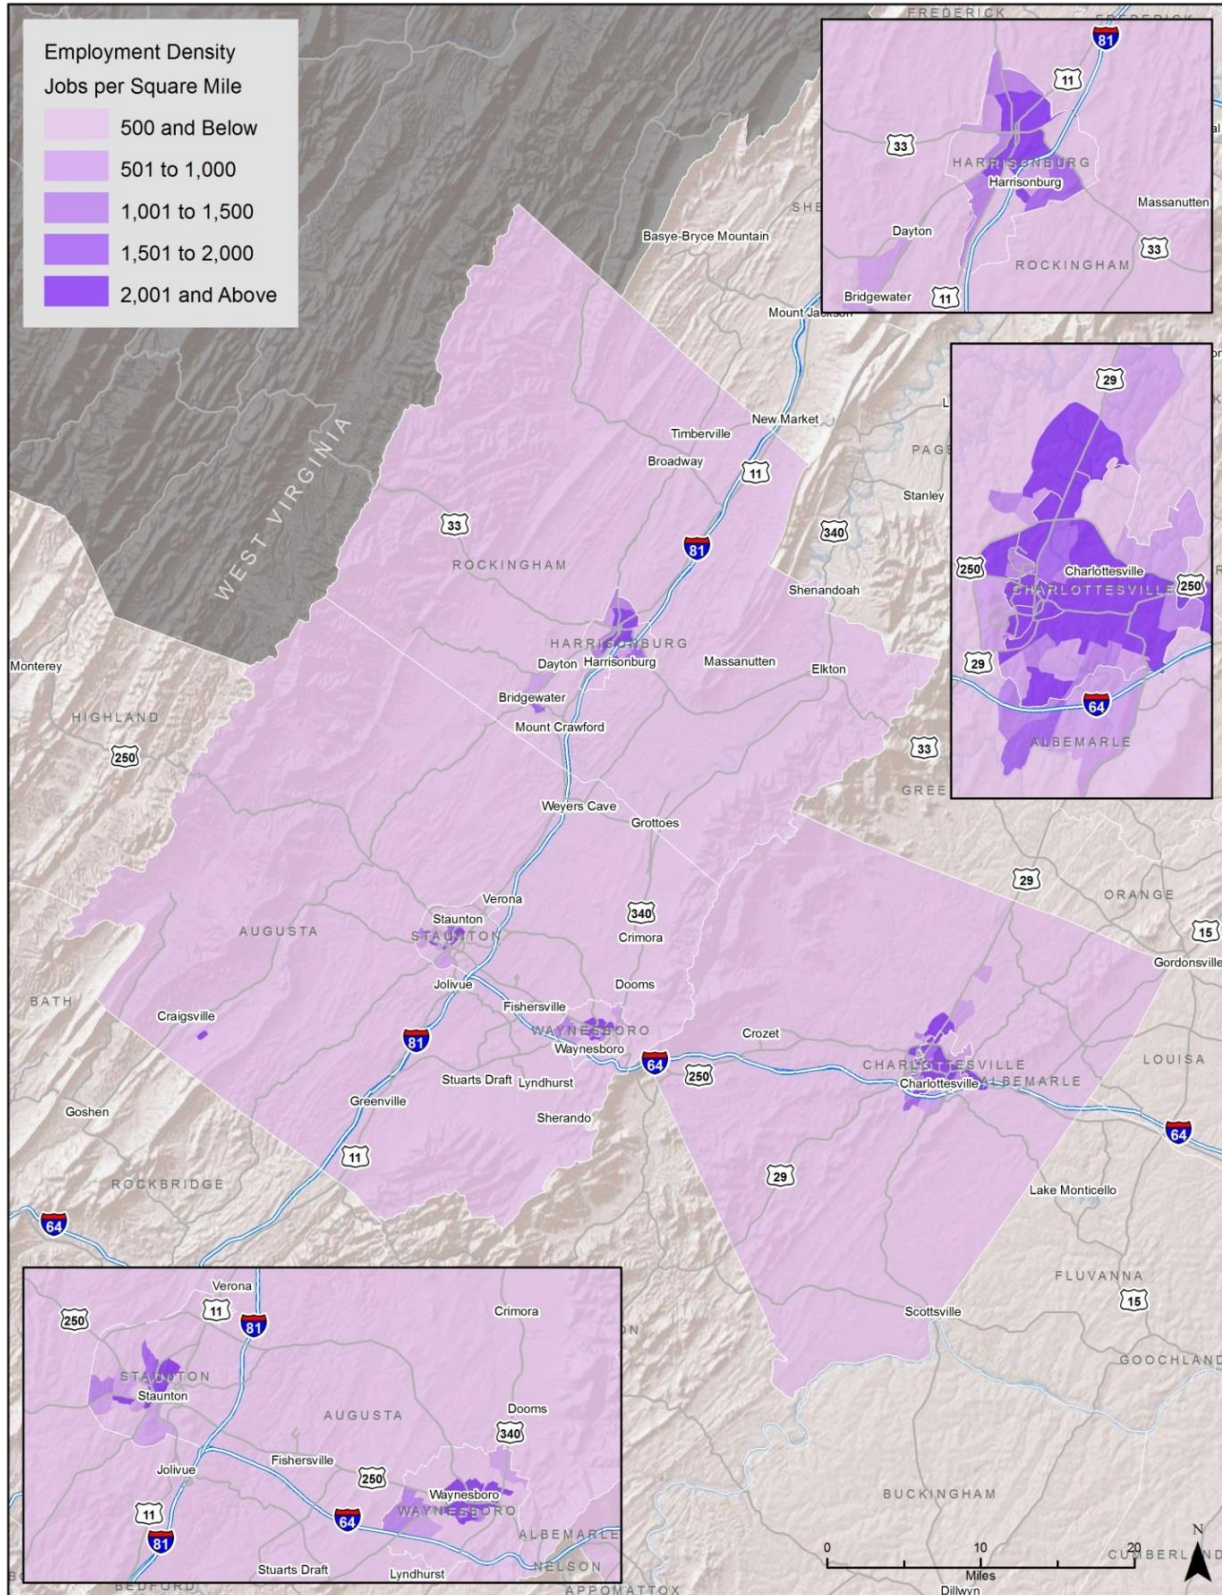 Employment Density
Jobs per Square Mile
500 and Below
501 to 1,000
1,001 to 1,500
1,501 to 2,000
2,001 and Above
FREDERICK
FREDERICK
81
11
33
HARRISONBURG
Harrisonburg
Massanutten
Dayton
33
ROCKINGHAM
Bridgewater
11
Basye-Bryce Mountain
Mount Jackson
29
New Market
Timberville
Broadway
11
Stanley
WEST VIRGINIA
33
340
81
250
Charlottesville
CHARLOTTESVILLE
250
ROCKINGHAM
Shenandoah
HARRISONBURG
Monterey
Dayton
Harrisonburg
Massanutten
Elkton
29
Bridgewater
64
HIGHLAND
Mount Crawford
ALBEMARLE
250
33
Weyers Cave
Grottoes
29
ORANGE
Verona
Staunton
340
AUGUSTA
STAUNTON
Crimora
15
Gordonsville
Jolivue
Dooms
BATH
Fishersville
Craigsville
WAYNESBORO
Crozet
81
Waynesboro
64
CHARLOTTESVILLE
LOUISA
250
Stuarts Draft
Lyndhurst
Charlottesville
ALBEMARLE
Greenville
Goshen
Sherando
64
11
29
ROCKBRIDGE
Lake Monticello
64
FLUVANNA
15
Verona
11
Crimora
250
81
Scottsville
GOOCHLAND
STAUNTON
Staunton
AUGUSTA
Dooms
340
Fishersville
Jolivue
250
Waynesboro
BUCKINGHAM
11
WAYNESBORO
64
81
ALBEMARLE
N
0 10 20
Miles
CUMBERLAND
Stuarts Draft
Lyndhurst
NELSON
BEDFORD
APPOMATTOX
Dillwyn